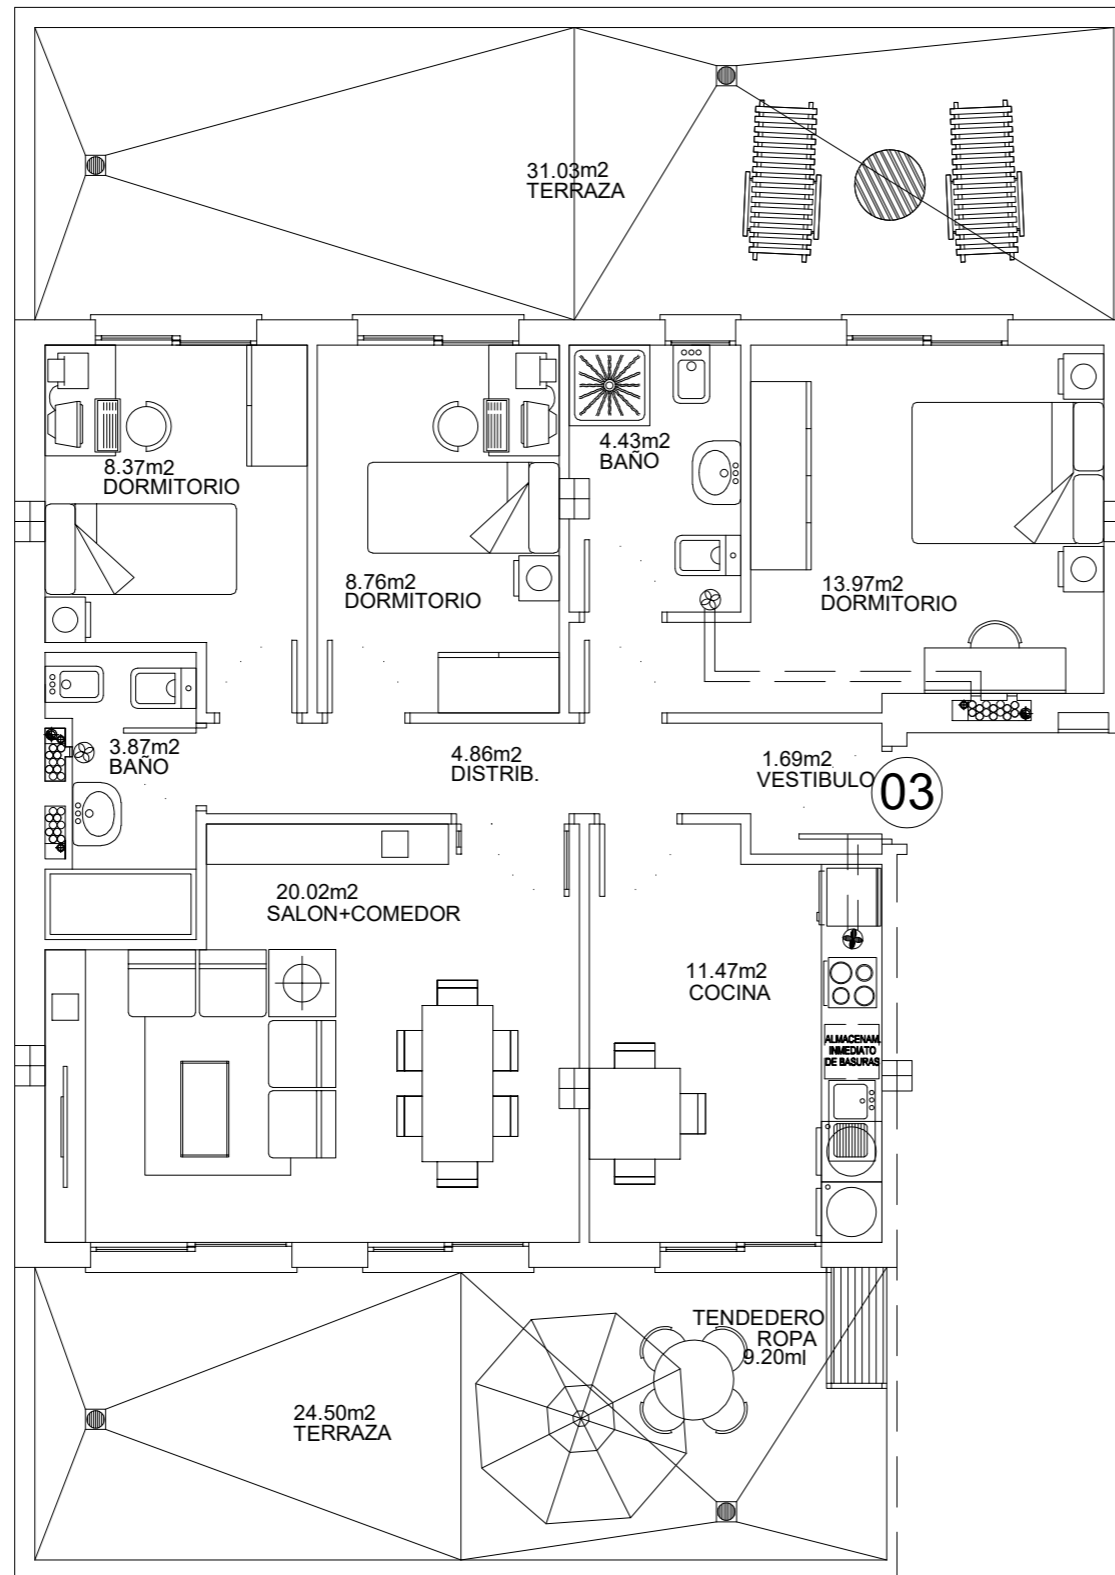 31.03m2
TERRAZA
4.43m2
BAÑO
8.37m2
DORMITORIO
8.76m2
DORMITORIO
13.97m2
DORMITORIO
3.87m2
BAÑO
4.86m2
DISTRIB.
1.69m2
VESTIBULO
03
20.02m2
SALON+COMEDOR
11.47m2
COCINA
ALMACENAM.
INMEDIATO
DE BASURAS
TENDEDERO
ROPA
9.20ml
24.50m2
TERRAZA